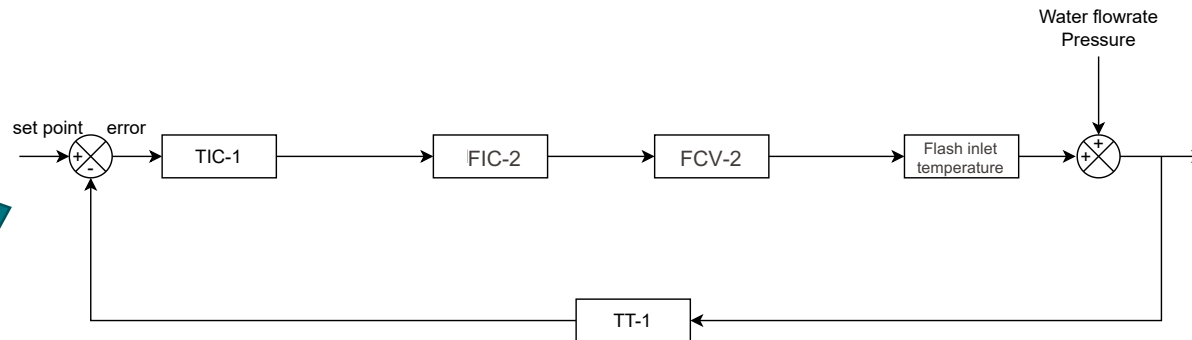 Water flowrate
Pressure
set point
error
+
-
TIC-1
FIC-2
FCV-2
Flash inlet
temperature
+
+
TT-1